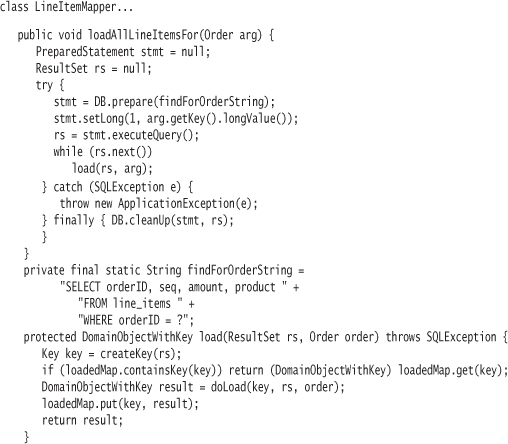 class LineItemMapper...
public void loadAllLineItemsFor(Order arg) {
PreparedStatement stmt = null;
ResultSet rs = null;
try {
stmt = DB.prepare(findForOrderString);
stmt.setLong(1, arg.getKey().longValue());
rs = stmt.executeQuery();
while (rs.next())
load(rs, arg);
} catch (SQLException e) {
throw new ApplicationException(e);
} finally { DB.cleanUp(stmt, rs);
}
}
private final static String findForOrderString =
"SELECT orderID, seq, amount, product " +
"FROM line_items " +
"WHERE orderID = ?";
protected DomainObjectWithKey load(ResultSet rs, Order order) throws SQLException {
Key key = createKey(rs);
if (loadedMap.containsKey(key)) return (DomainObjectWithKey) loadedMap.get(key);
DomainObjectWithKey result = doLoad(key, rs, order);
loadedMap.put(key, result);
return result;
}